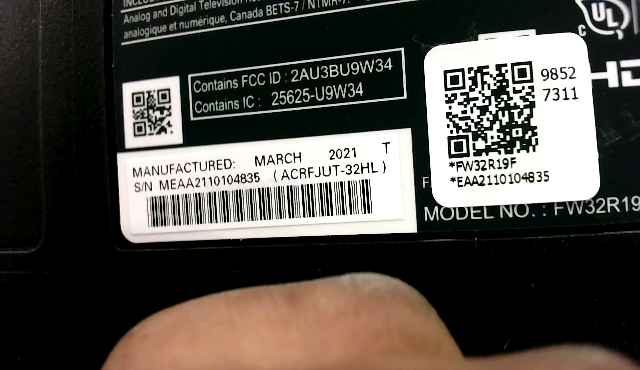 Analog and Digital Television
analogique et numérique, Canada BETS-7 / NTMR-7.
Contains FCC ID : 2AU3BU9W34
Contains IC : 25625-U9W34
MANUFACTURED: MARCH 2021 T
S/N MEAA2110104835 (ACRFJUT-32HL)
UL
9852
7311
*FW32R19F
*EAA2110104835
MODEL NO. : FW32R19